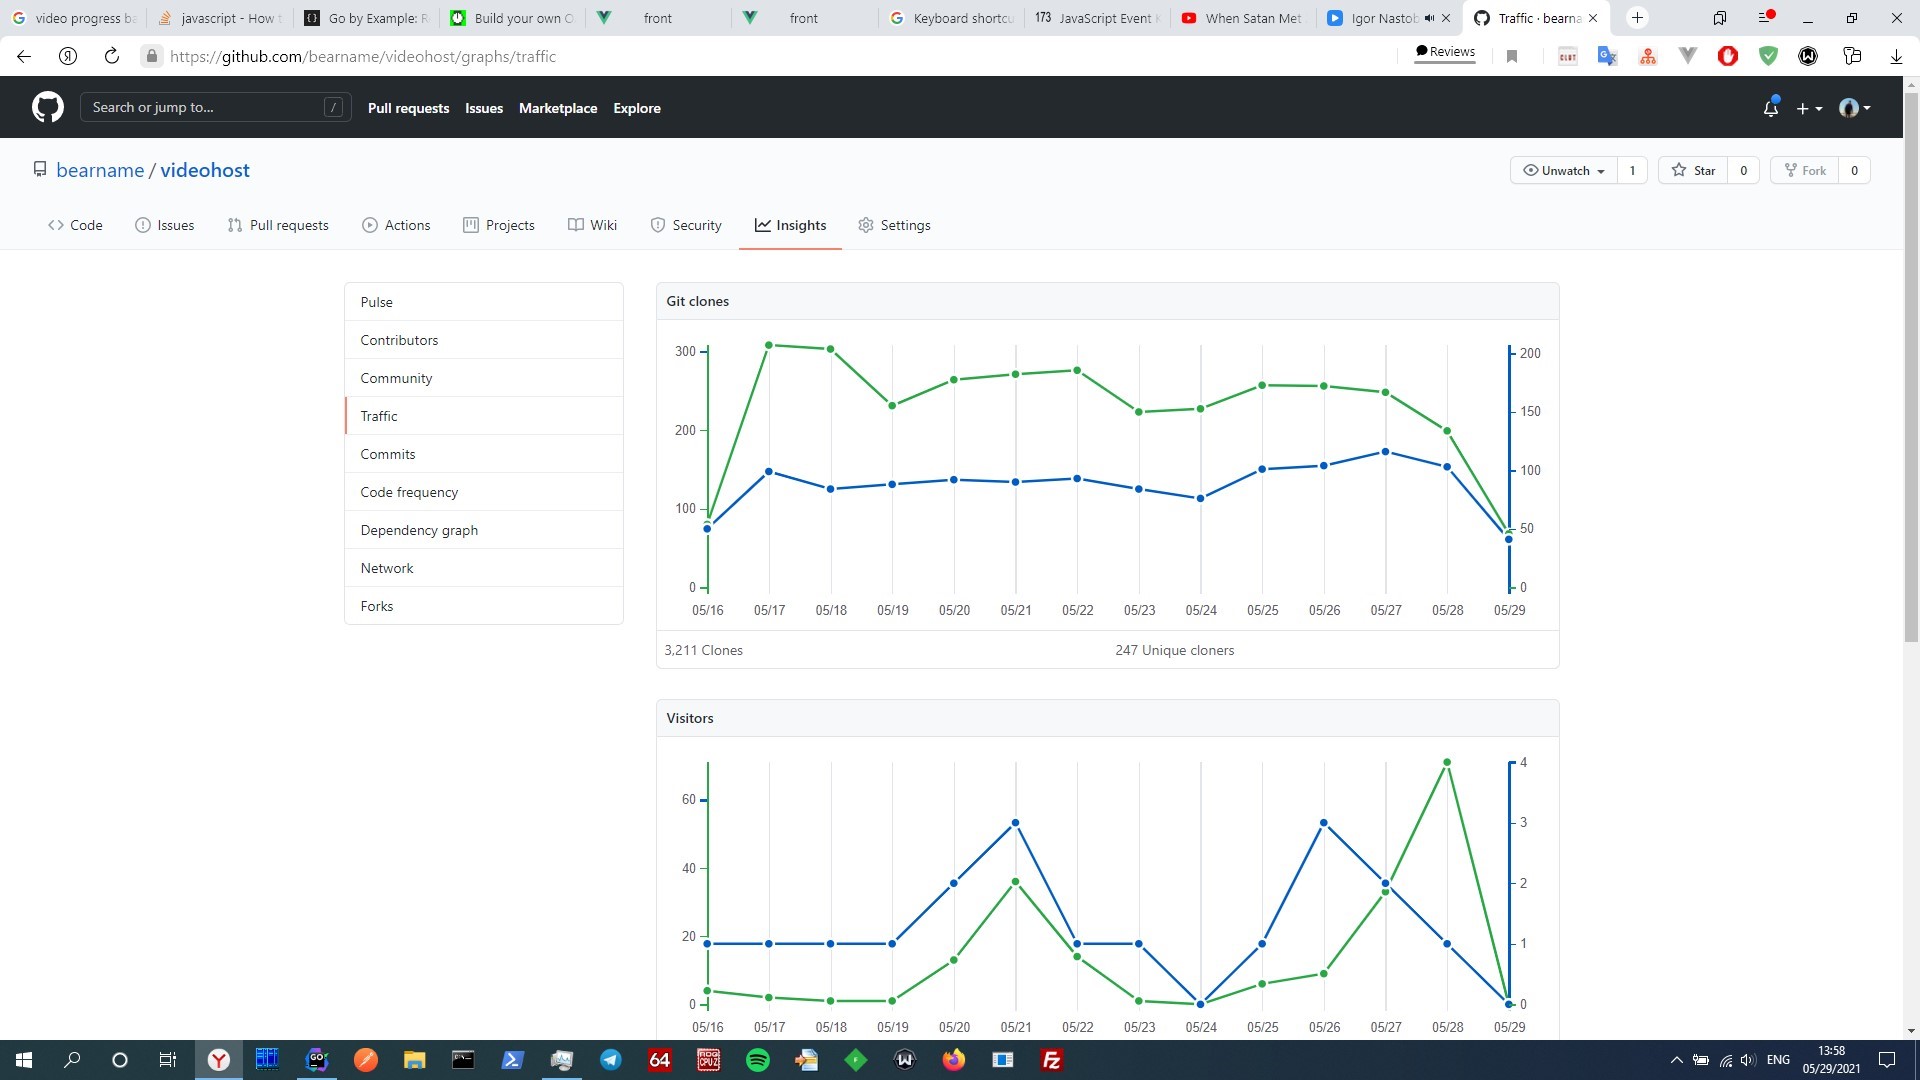 video progress ba
javascript - How t
Go by Example: R
Build your own O
front
front
Keyboard shortcu
173 JavaScript Event K
When Satan Met
Igor Nastob
Traffic · bearna
https://github.com/bearname/videohost/graphs/traffic
Reviews
Search or jump to...
/
Pull requests
Issues
Marketplace
Explore
bearname / videohost
Unwatch 1
Star 0
Fork 0
Code
Issues
Pull requests
Actions
Projects
Wiki
Security
Insights
Settings
Pulse
Contributors
Community
Traffic
Commits
Code frequency
Dependency graph
Network
Forks
Git clones
300
200
100
0
200
150
100
50
0
05/16 05/17 05/18 05/19 05/20 05/21 05/22 05/23 05/24 05/25 05/26 05/27 05/28 05/29
3,211 Clones
247 Unique cloners
Visitors
60
40
20
0
4
3
2
1
0
05/16 05/17 05/18 05/19 05/20 05/21 05/22 05/23 05/24 05/25 05/26 05/27 05/28 05/29
GO
64
ENG
13:58
05/29/2021